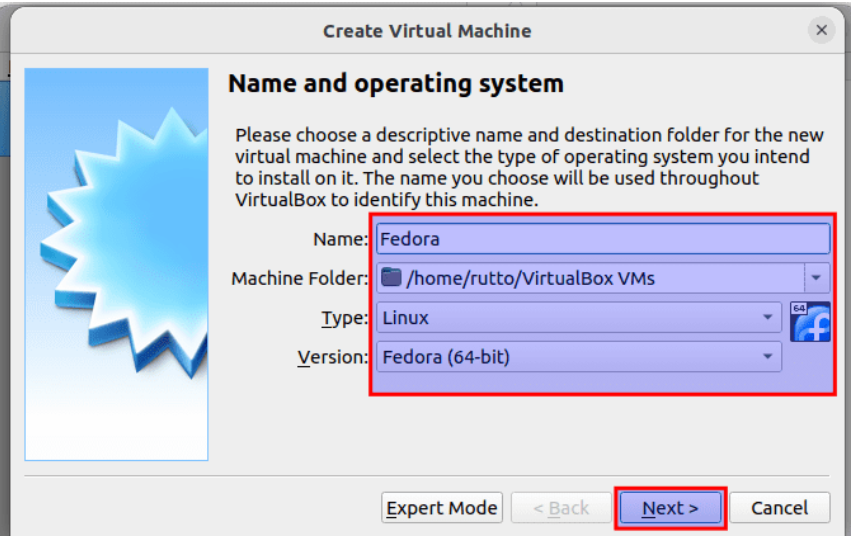 Create Virtual Machine
Name and operating system
Please choose a descriptive name and destination folder for the new
virtual machine and select the type of operating system you intend
to install on it. The name you choose will be used throughout
VirtualBox to identify this machine.
Name: Fedora
Machine Folder: /home/rutto/VirtualBox VMs
Type: Linux
64
Version: Fedora (64-bit)
Expert Mode < Back Next > Cancel